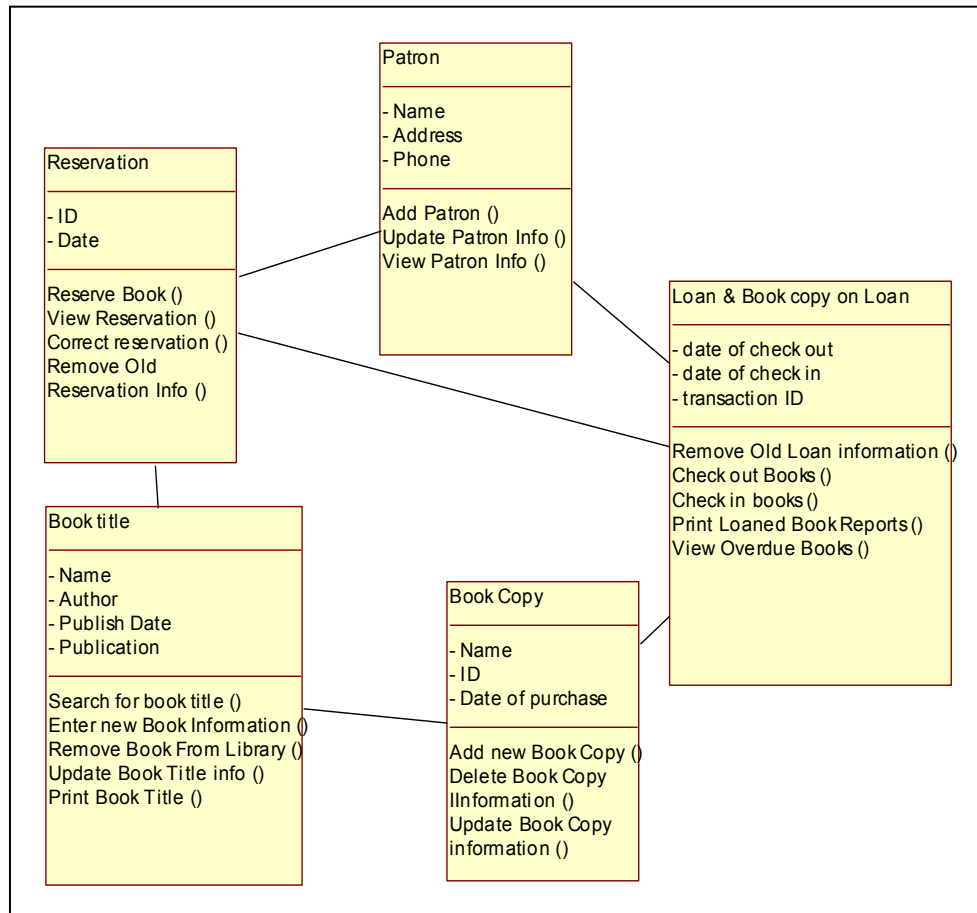 Patron
- Name
- Address
- Phone
Add Patron ()
Update Patron Info ()
View Patron Info ()
Reservation
- ID
- Date
Reserve Book ()
View Reservation ()
Correct reservation ()
Remove Old
Reservation Info ()
Loan & Book copy on Loan
- date of check out
- date of check in
- transaction ID
Remove Old Loan information ()
Check out Books ()
Check in books ()
Print Loaned Book Reports ()
View Overdue Books ()
Book title
- Name
- Author
- Publish Date
- Publication
Search for book title ()
Enter new Book Information ()
Remove Book From Library ()
Update Book Title info ()
Print Book Title ()
Book Copy
- Name
- ID
- Date of purchase
Add new Book Copy ()
Delete Book Copy
IInformation ()
Update Book Copy
information ()